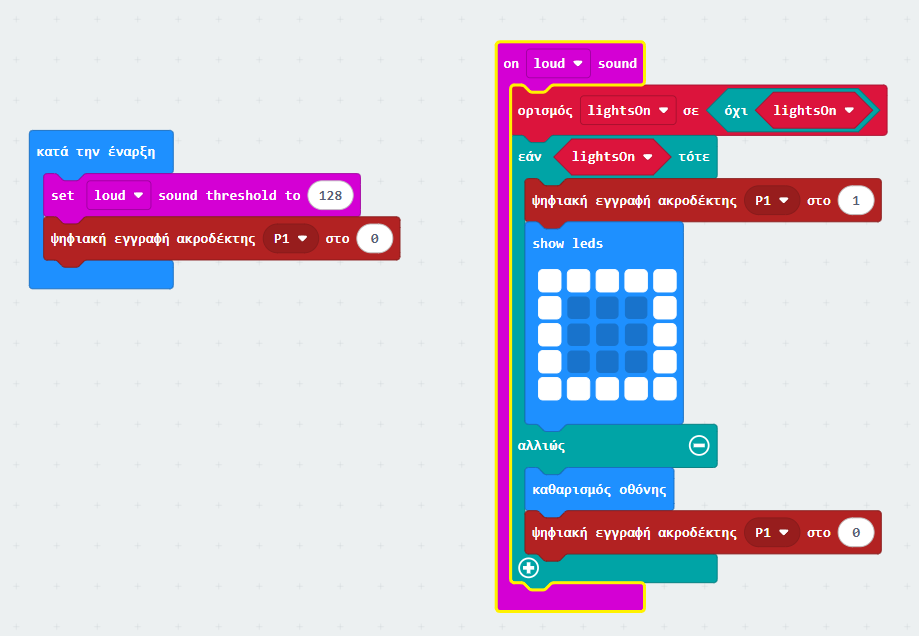 κατά την έναρξη
set loud sound threshold to 128
ψηφιακή εγγραφή ακροδέκτης P1 στο 0
on loud sound
ορισμός lightsOn σε όχι lightsOn
εάν lightsOn τότε
ψηφιακή εγγραφή ακροδέκτης P1 στο 1
show leds
αλλιώς
καθαρισμός οθόνης
ψηφιακή εγγραφή ακροδέκτης P1 στο 0